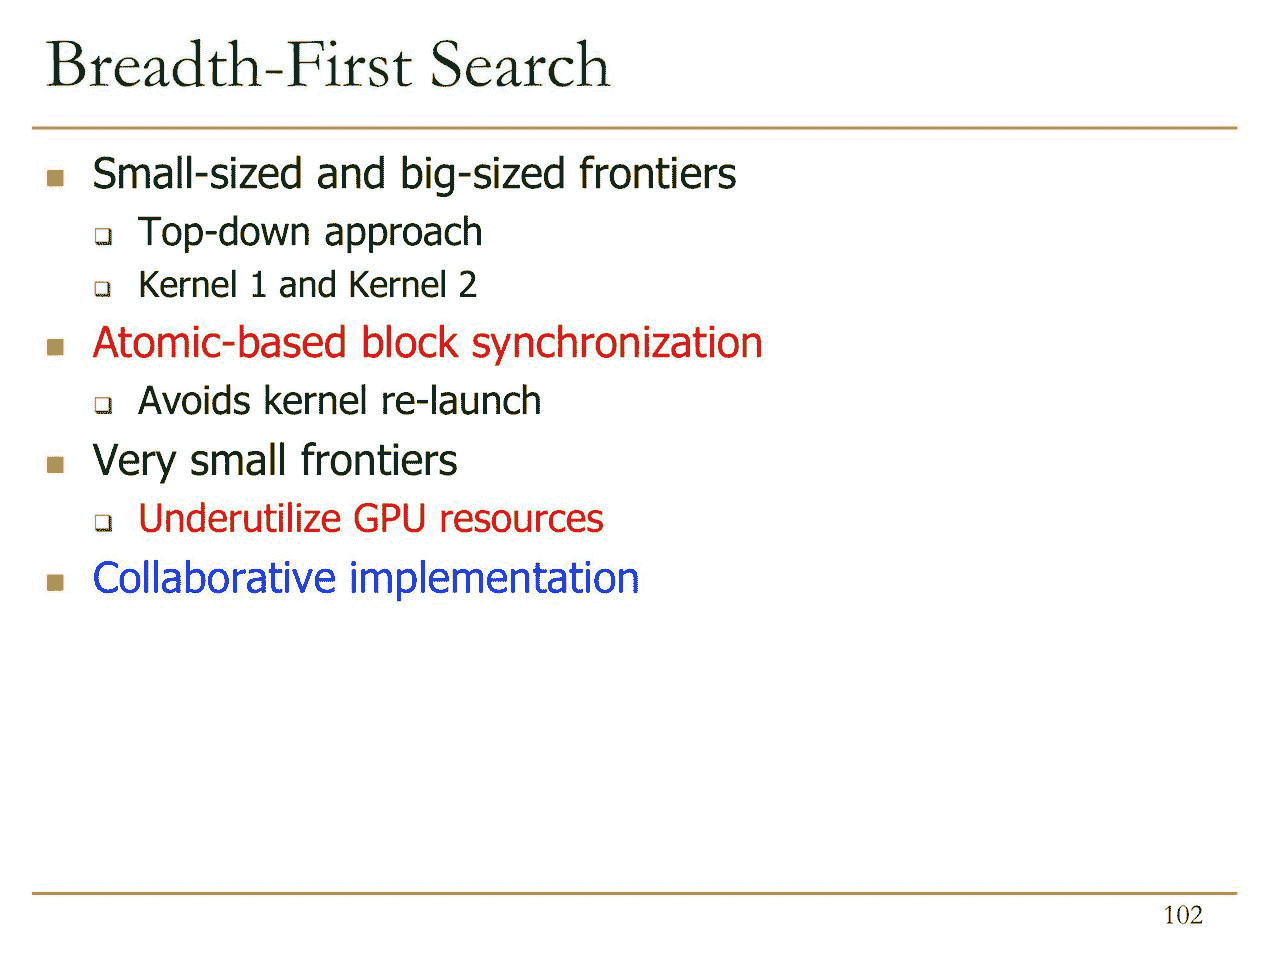 Breadth-First Search
Small-sized and big-sized frontiers
Top-down approach
Kernel 1 and Kernel 2
Atomic-based block synchronization
Avoids kernel re-launch
Very small frontiers
Underutilize GPU resources
Collaborative implementation
102